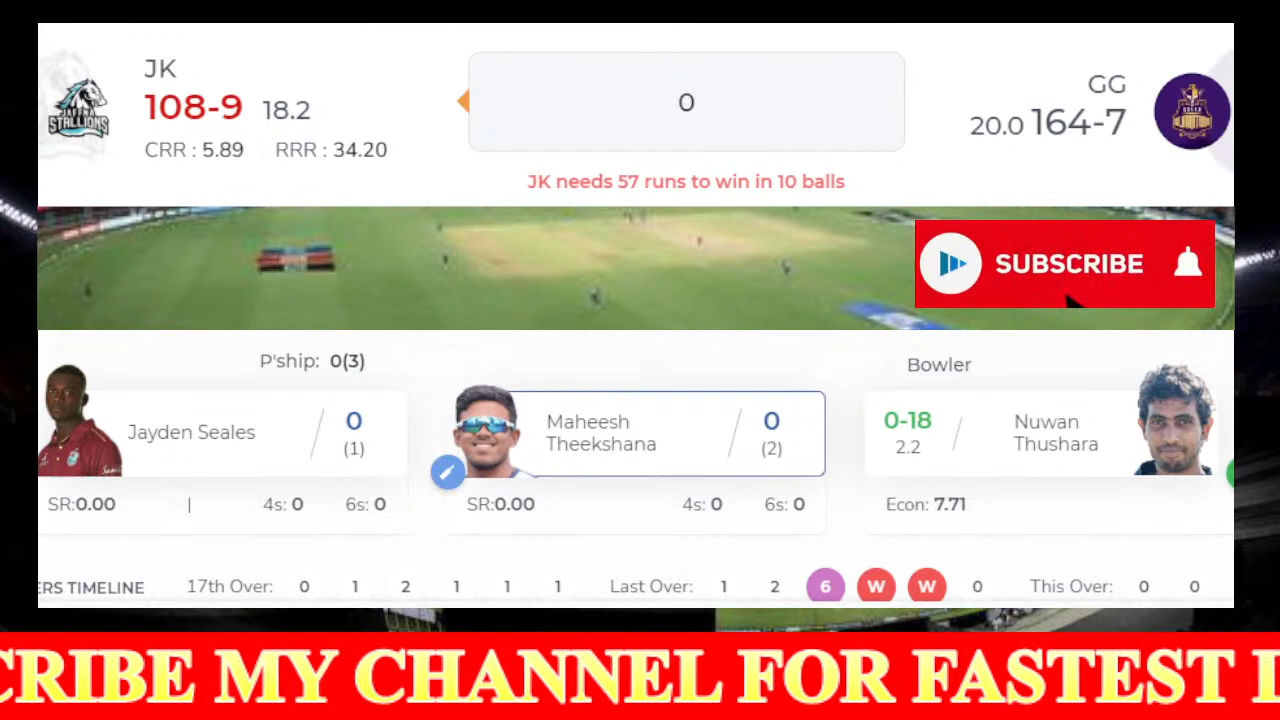 JK
108-9 18.2
CRR : 5.89 RRR : 34.20
JAFFNA
STALLIONS
0
GG
20.0 164-7
GLADIATORS
JK needs 57 runs to win in 10 balls
SUBSCRIBE
P'ship: 0(3)
Bowler
Jayden Seales 0
(1)
Maheesh
Theekshana 0
(2)
0-18
2.2
Nuwan
Thushara
SR:0.00 | 4s: 0 6s: 0
SR:0.00 4s: 0 6s: 0
Econ: 7.71
ERS TIMELINE 17th Over: 0 1 2 1 1 1 Last Over: 1 2 6 W W 0 This Over: 0 0
CRIBE MY CHANNEL FOR FASTEST L